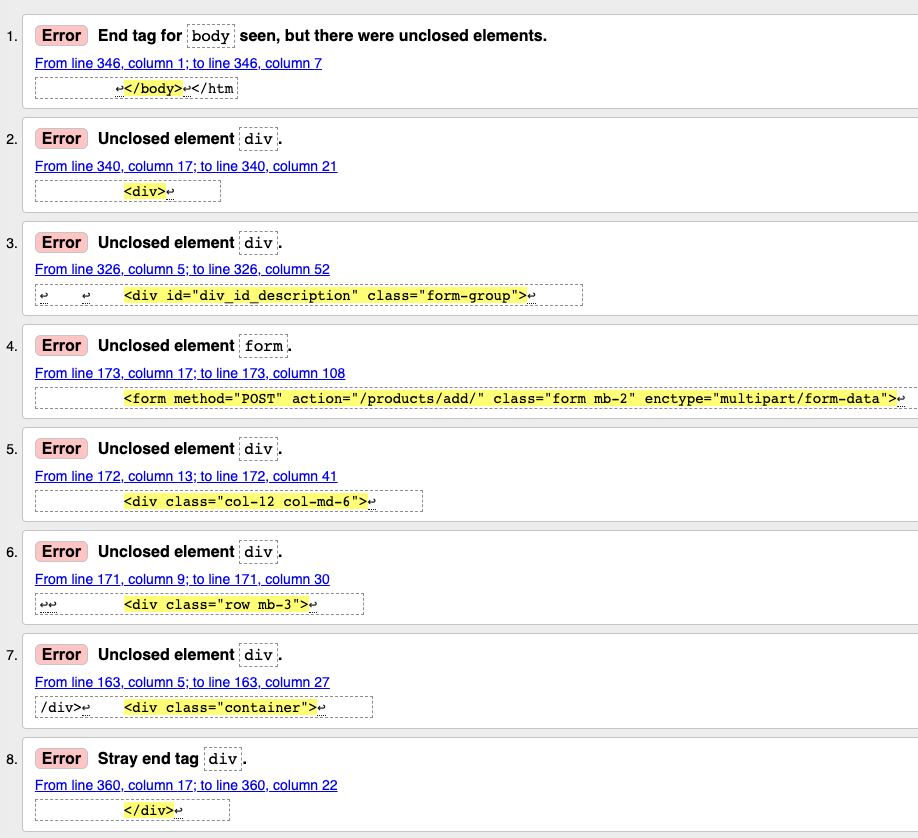 1. Error End tag for body seen, but there were unclosed elements.
From line 346, column 1; to line 346, column 7
↩</body>↩</htm
2. Error Unclosed element div.
From line 340, column 17; to line 340, column 21
<div>↩
3. Error Unclosed element div.
From line 326, column 5; to line 326, column 52
↩ ↩ <div id="div_id_description" class="form-group">↩
4. Error Unclosed element form.
From line 173, column 17; to line 173, column 108
<form method="POST" action="/products/add/" class="form mb-2" enctype="multipart/form-data">↩
5. Error Unclosed element div.
From line 172, column 13; to line 172, column 41
<div class="col-12 col-md-6">↩
6. Error Unclosed element div.
From line 171, column 9; to line 171, column 30
↩↩ <div class="row mb-3">↩
7. Error Unclosed element div.
From line 163, column 5; to line 163, column 27
/div>↩ <div class="container">↩
8. Error Stray end tag div.
From line 360, column 17; to line 360, column 22
</div>↩